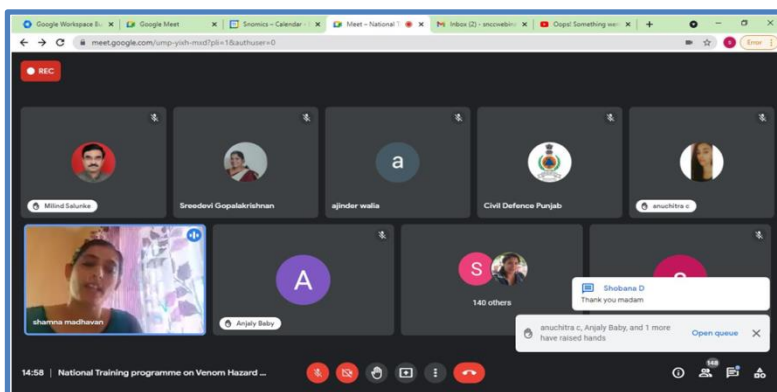 Google Workspace Bu
Google Meet
Snomics – Calendar -
Meet – National T
Inbox (2) - snccwebin
Oops! Something wen
meet.google.com/ump-yixh-mxd?pli=1&authuser=0
Error
REC
Milind Salunke
Sreedevi Gopalakrishnan
a
ajinder walia
Civil Defence Punjab
anuchitra c
shamna madhavan
A
Anjaly Baby
S
140 others
Shobana D
Thank you madam
anuchitra c, Anjaly Baby, and 1 more
have raised hands
Open queue
14:58 | National Training programme on Venom Hazard ...
148